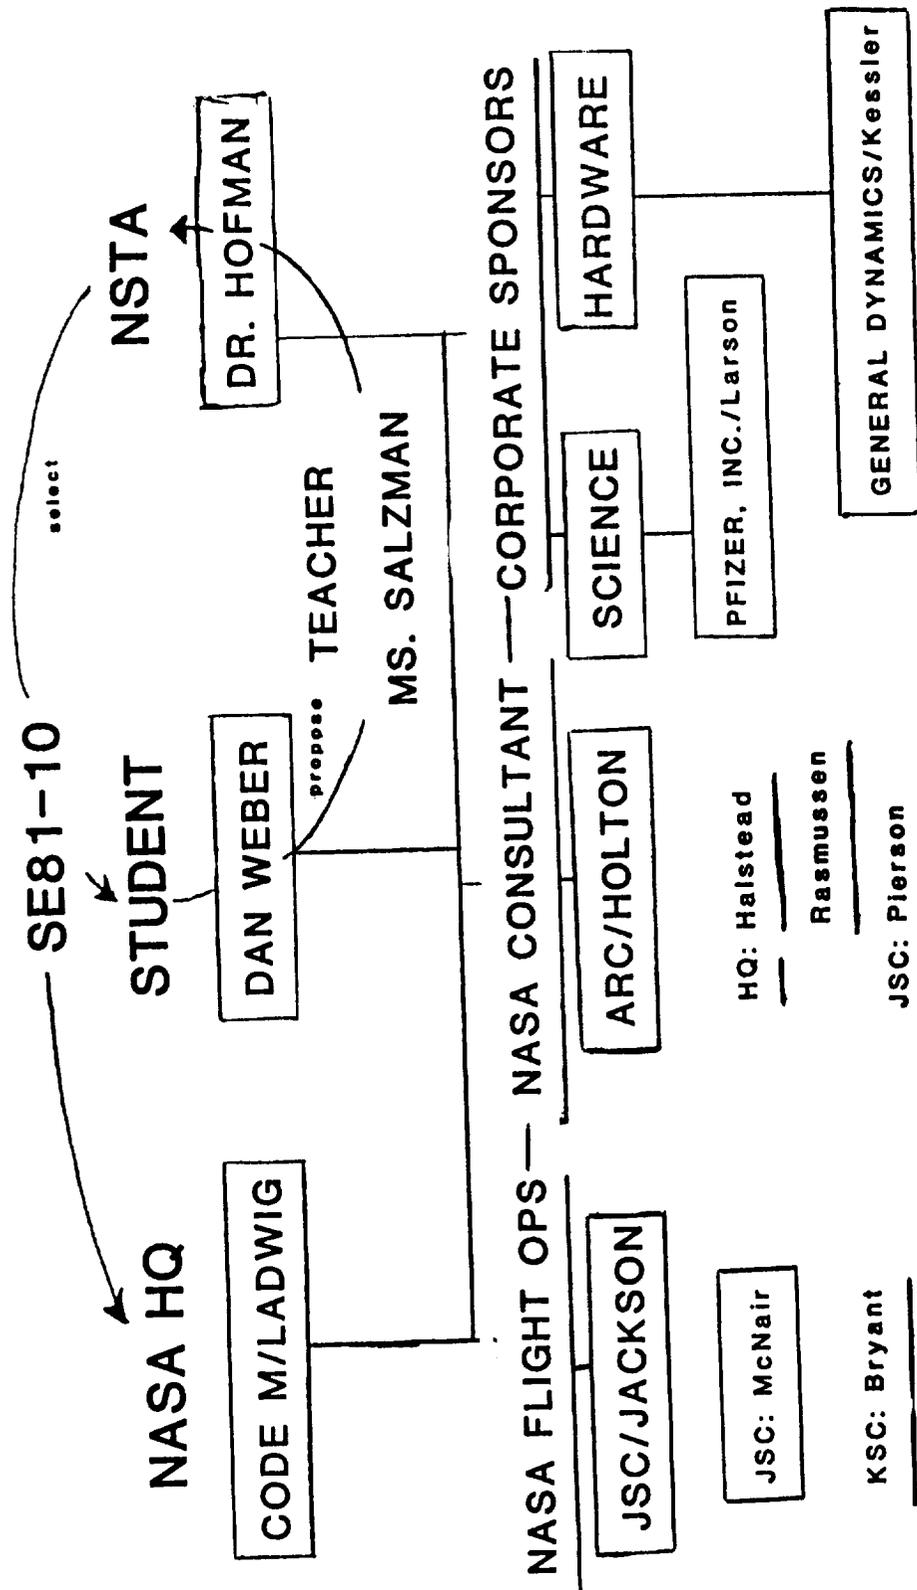 SE81-10
select
NASA HQ
STUDENT
NSTA
CODE M/LADWIG
DAN WEBER
DR. HOFMAN
propose
TEACHER
MS. SALZMAN
NASA FLIGHT OPS — NASA CONSULTANT — CORPORATE SPONSORS
JSC/JACKSON
ARC/HOLTON
SCIENCE
HARDWARE
JSC: McNair
HQ: Halstead
PFIZER, INC./Larson
Rasmussen
KSC: Bryant
JSC: Pierson
GENERAL DYNAMICS/Kessler